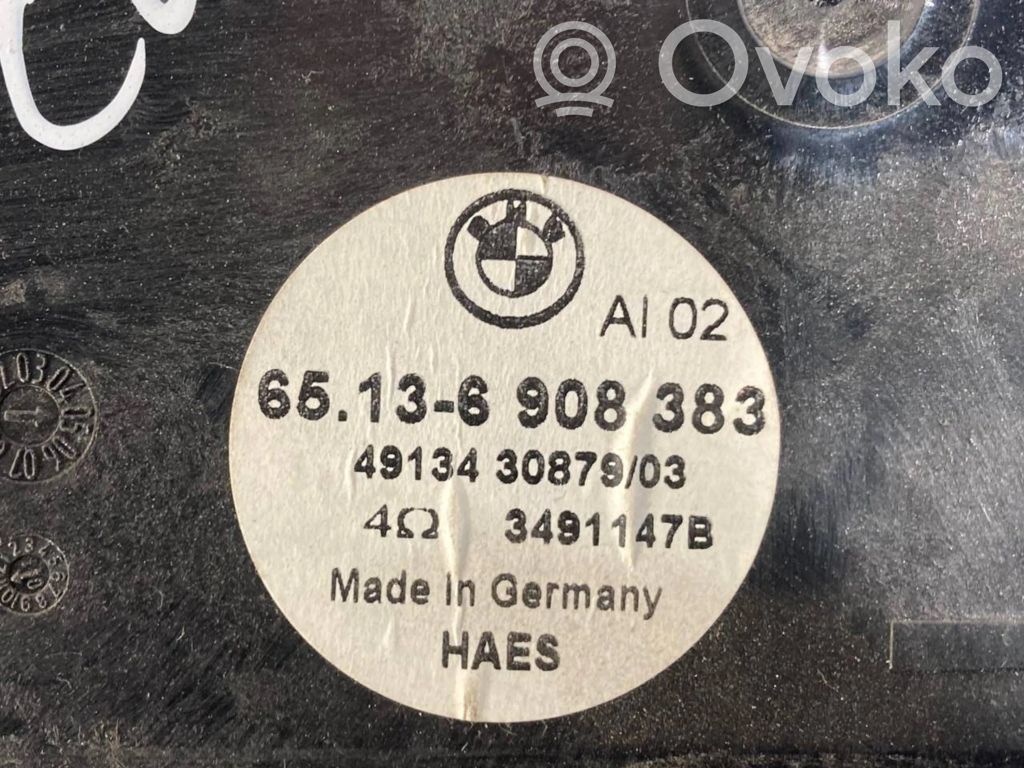 Ovoko
AI 02
65.13-6 908 383
49134 30879/03
4Ω 3491147B
Made In Germany
HAES